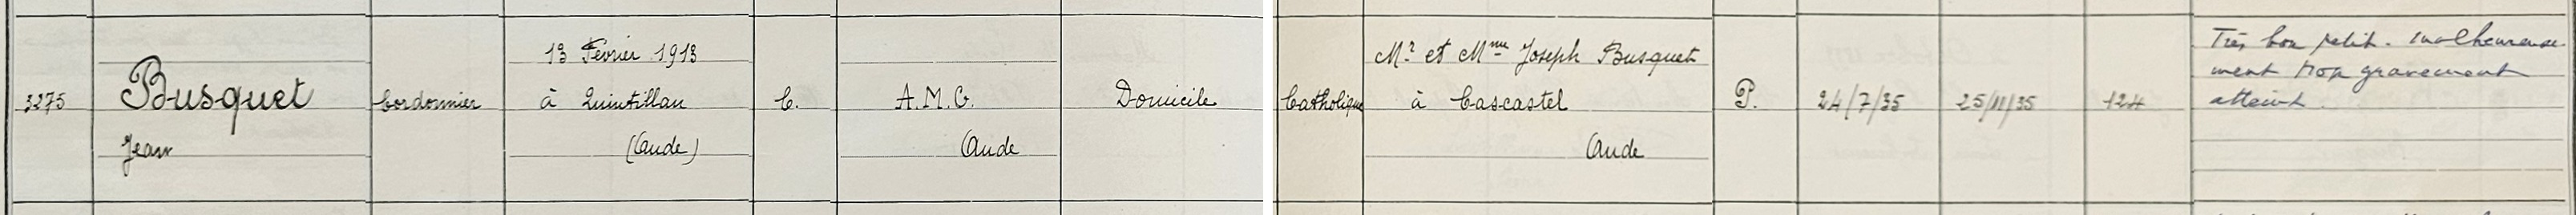 13 Février 1913
3275 Busquet cordonnier à Quintillan C. A.M.G. Domicile
Jean (Aude) Aude
Mr et Mme Joseph Busquet
Catholique à Cascastel P. 24/7/35 25/11/35 124
Aude
Très bon petit. malheureuse-
ment trop gravement
atteint.